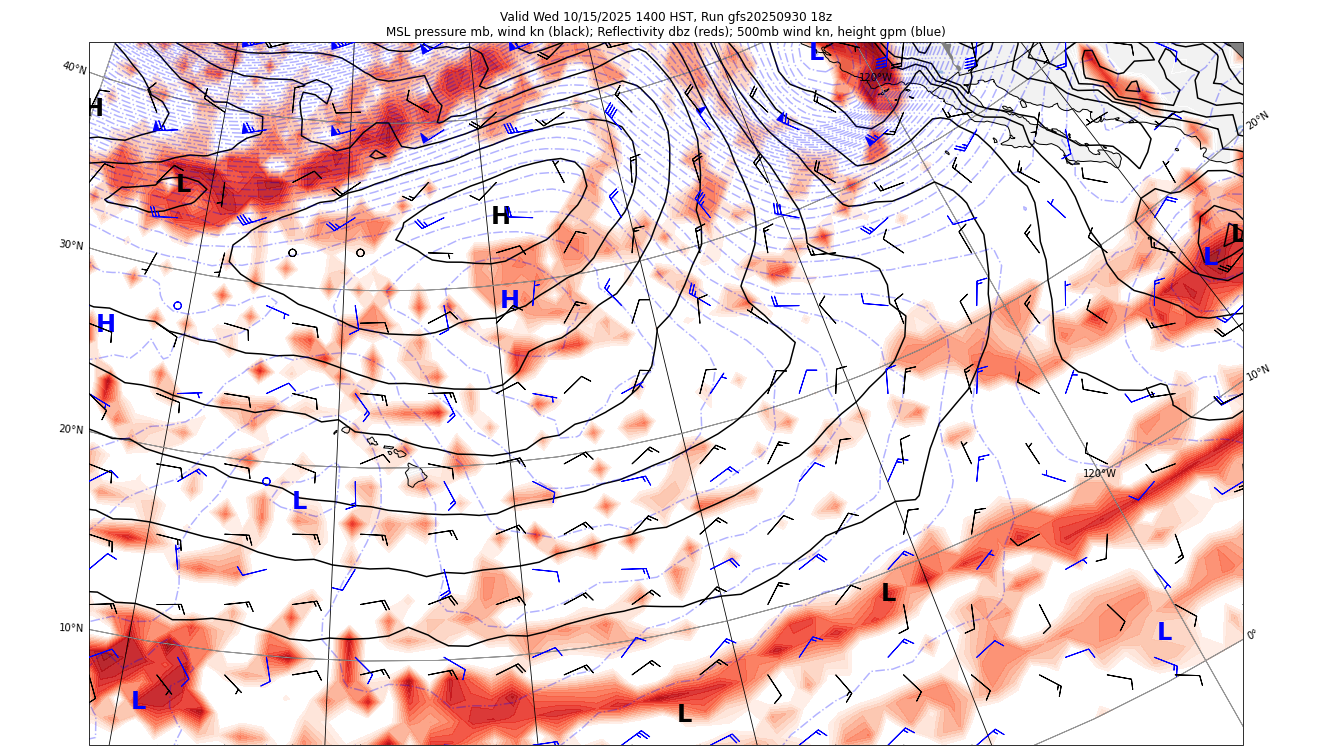 Valid Wed 10/15/2025 1400 HST, Run gfs20250930 18z
MSL pressure mb, wind kn (black); Reflectivity dbz (reds); 500mb wind kn, height gpm (blue)
L
40°N
120°W
H
20°N
L
H
30°N
L
L
H
H
10°N
20°N
120°W
L
L
10°N
L
0°
L
L